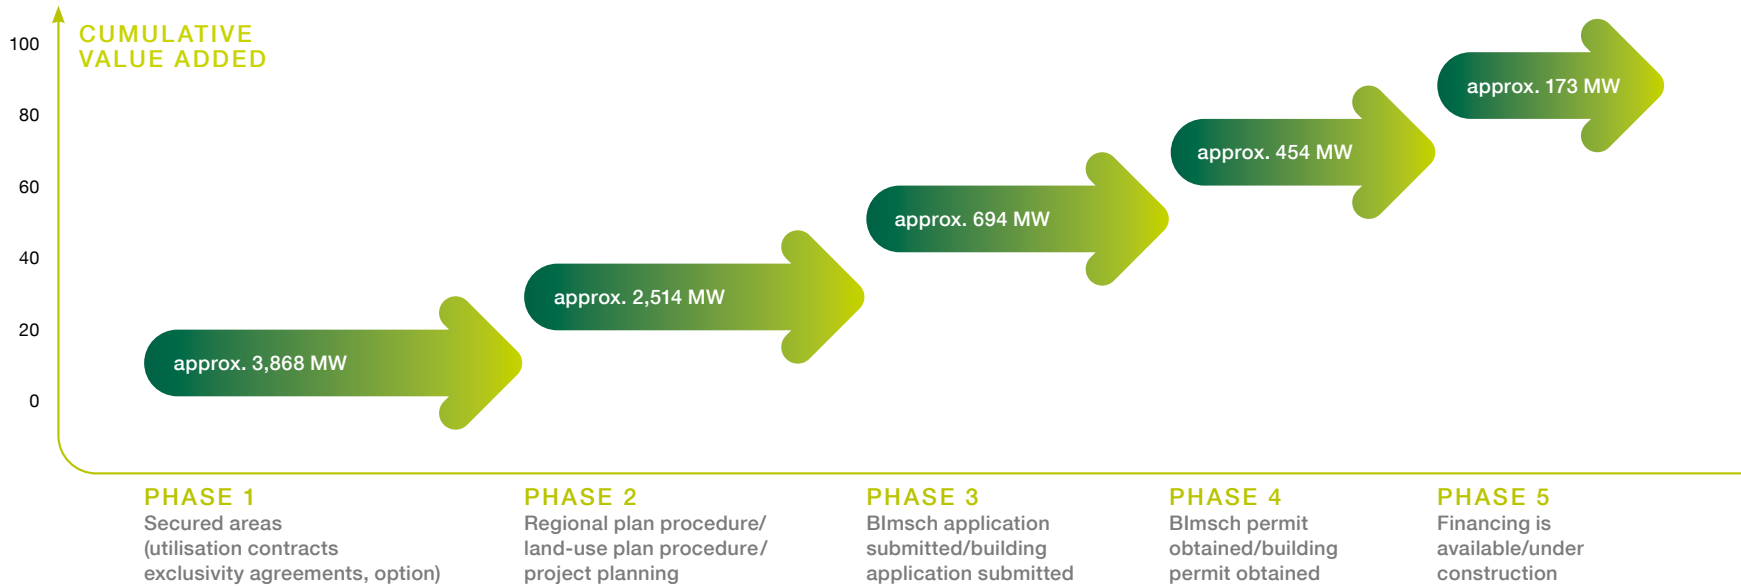 CUMULATIVE
VALUE ADDED
100
80
60
40
20
0
approx. 3,868 MW
approx. 2,514 MW
approx. 694 MW
approx. 454 MW
approx. 173 MW
PHASE 1
Secured areas
(utilisation contracts
exclusivity agreements, option)
PHASE 2
Regional plan procedure/
land-use plan procedure/
project planning
PHASE 3
BImsch application
submitted/building
application submitted
PHASE 4
BImsch permit
obtained/building
permit obtained
PHASE 5
Financing is
available/under
construction